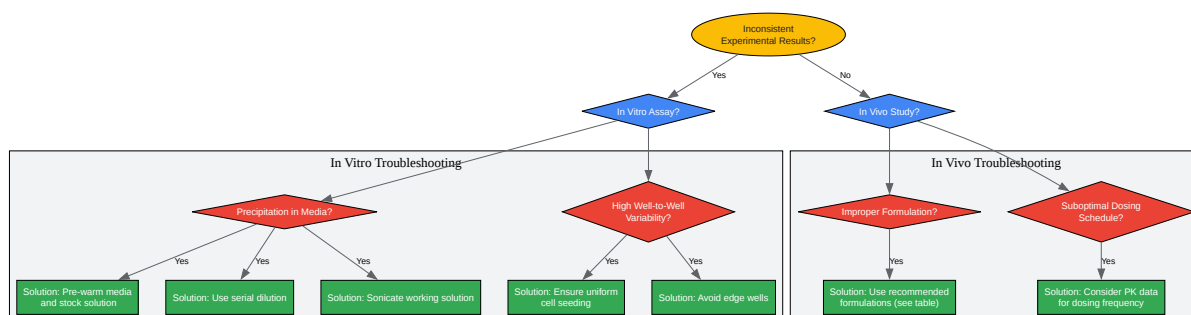 Inconsistent
Experimental Results?
Yes
No
In Vitro Assay?
In Vivo Study?
In Vitro Troubleshooting
In Vivo Troubleshooting
Precipitation in Media?
High Well-to-Well
Variability?
Improper Formulation?
Suboptimal Dosing
Schedule?
Yes
Yes
Yes
Yes
Yes
Yes
Yes
Solution: Pre-warm media
and stock solution
Solution: Use serial dilution
Solution: Sonicate working solution
Solution: Ensure uniform
cell seeding
Solution: Avoid edge wells
Solution: Use recommended
formulations (see table)
Solution: Consider PK data
for dosing frequency